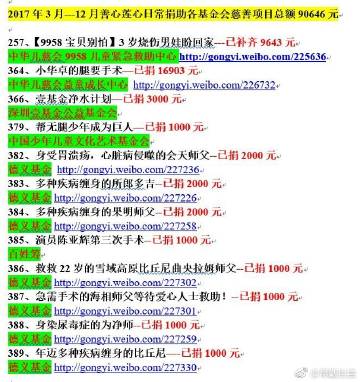 2017 年 3 月—12 月善心莲心日常捐助各基金会慈善项目总额 90646 元
257、【9958 宝贝别怕】3 岁烧伤男娃盼回家---已补齐 9643 元
中华儿慈会 9958 儿童紧急救助中心 http://gongyi.weibo.com/225636
364、小华卓的腿要手术---已捐 16903 元
中华儿慈会益童成长中心 http://gongyi.weibo.com/226732
366、壹基金净水计划---已捐 3000 元
深圳壹基金公益基金会
379、帮无腿少年成为巨人---已捐 1000 元
中国少年儿童文化艺术基金会
382、身受胃溃疡，心脏病侵噬的会天师父--已捐 2000 元
德义基金 http://gongyi.weibo.com/227236
383、多种疾病缠身的所郎多吉--已捐 2000 元
德义基金 http://gongyi.weibo.com/227226
384、多种疾病缠身的果明师父--已捐 2000 元
德义基金 http://gongyi.weibo.com/227258
385、演员陈亚辉第三次手术--已捐 1000 元
百姓筹
386、救救 22 岁的雪域高原比丘尼曲央拉姆师父--已捐 1000 元
德义基金 http://gongyi.weibo.com/227302
387、急需手术的海相师父等待爱心人士救助！--已捐 1000 元
德义基金 http://gongyi.weibo.com/227301
388、身染尿毒症的为净师--已捐 1000 元
德义基金 http://gongyi.weibo.com/227259
389、年迈多种疾病缠身的比丘尼----已捐 1000 元
德义基金 http://gongyi.weibo.com/227330